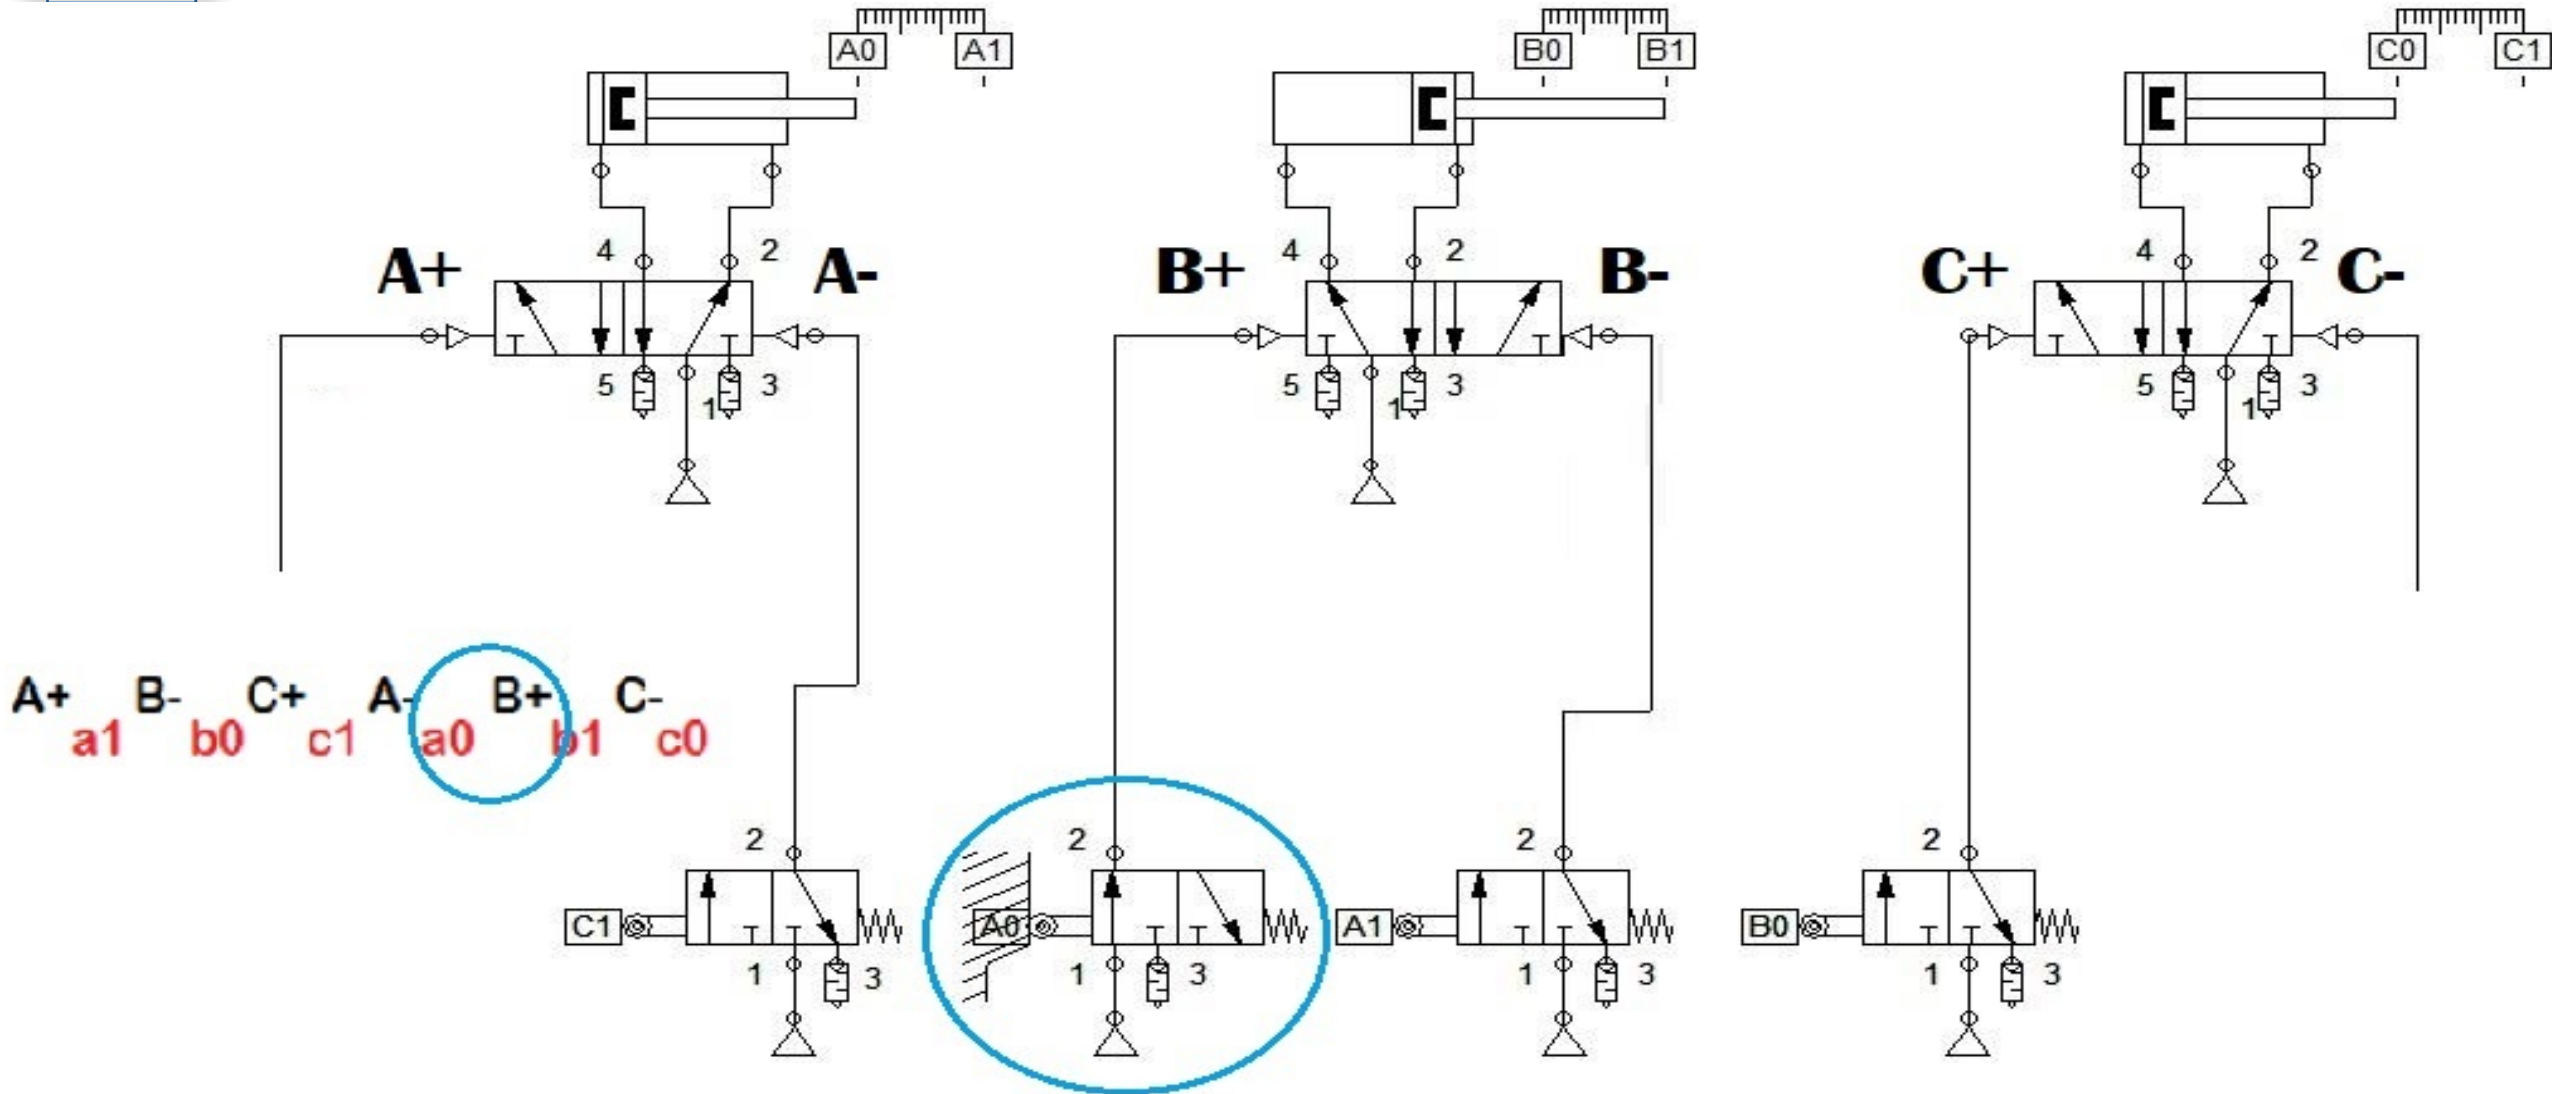 A0 A1 B0 B1 C0 C1
A+ 4 2 A- B+ 4 2 B- C+ 4 2 C-
5 1 3 5 1 3 5 1 3
A+ B- C+ A- B+ C-
a1 b0 c1 a0 b1 c0
2 2 2 2
C1 A0 A1 B0
1 3 1 3 1 3 1 3